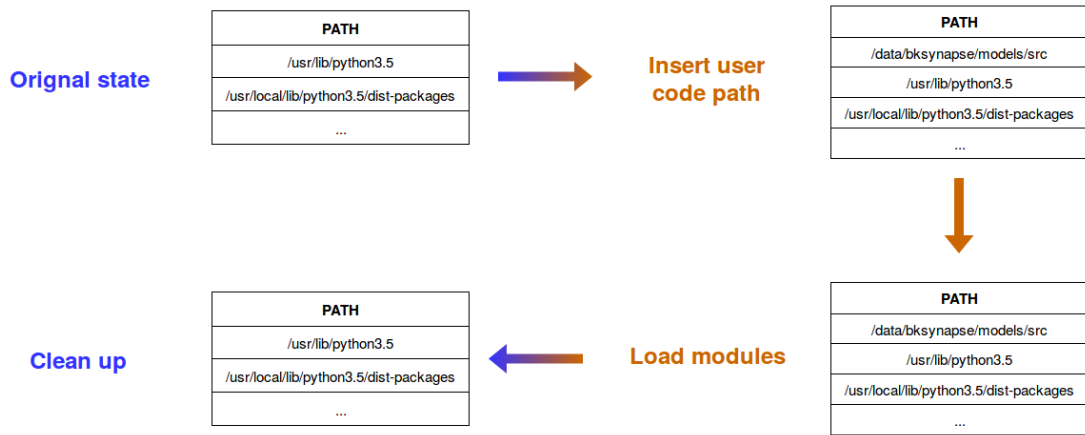 Orignal state
PATH
/usr/lib/python3.5
/usr/local/lib/python3.5/dist-packages
...
Insert user
code path
PATH
/data/bksynapse/models/src
/usr/lib/python3.5
/usr/local/lib/python3.5/dist-packages
...
Clean up
PATH
/usr/lib/python3.5
/usr/local/lib/python3.5/dist-packages
...
Load modules
PATH
/data/bksynapse/models/src
/usr/lib/python3.5
/usr/local/lib/python3.5/dist-packages
...